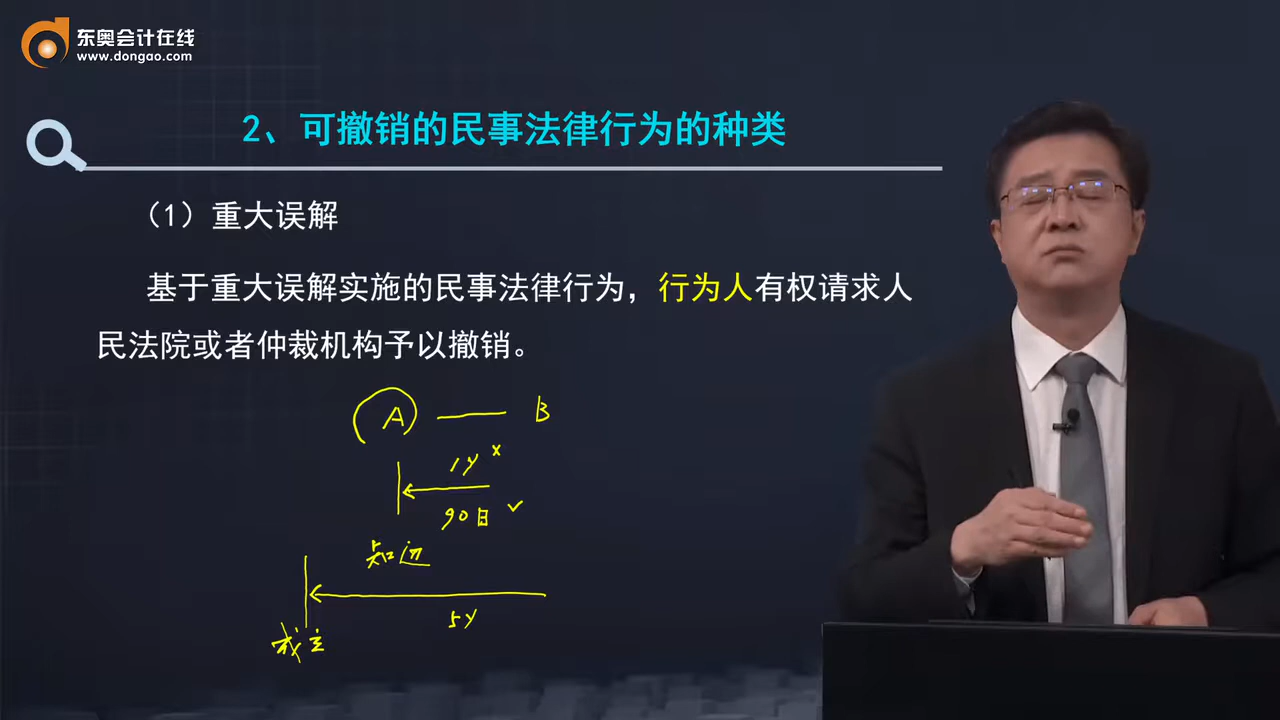 东奥会计在线
www.dongao.com
2、可撤销的民事法律行为的种类
（1）重大误解
基于重大误解实施的民事法律行为，行为人有权请求人
民法院或者仲裁机构予以撤销。
A — B
1y ×
90日 ✓
知道
5y
成立